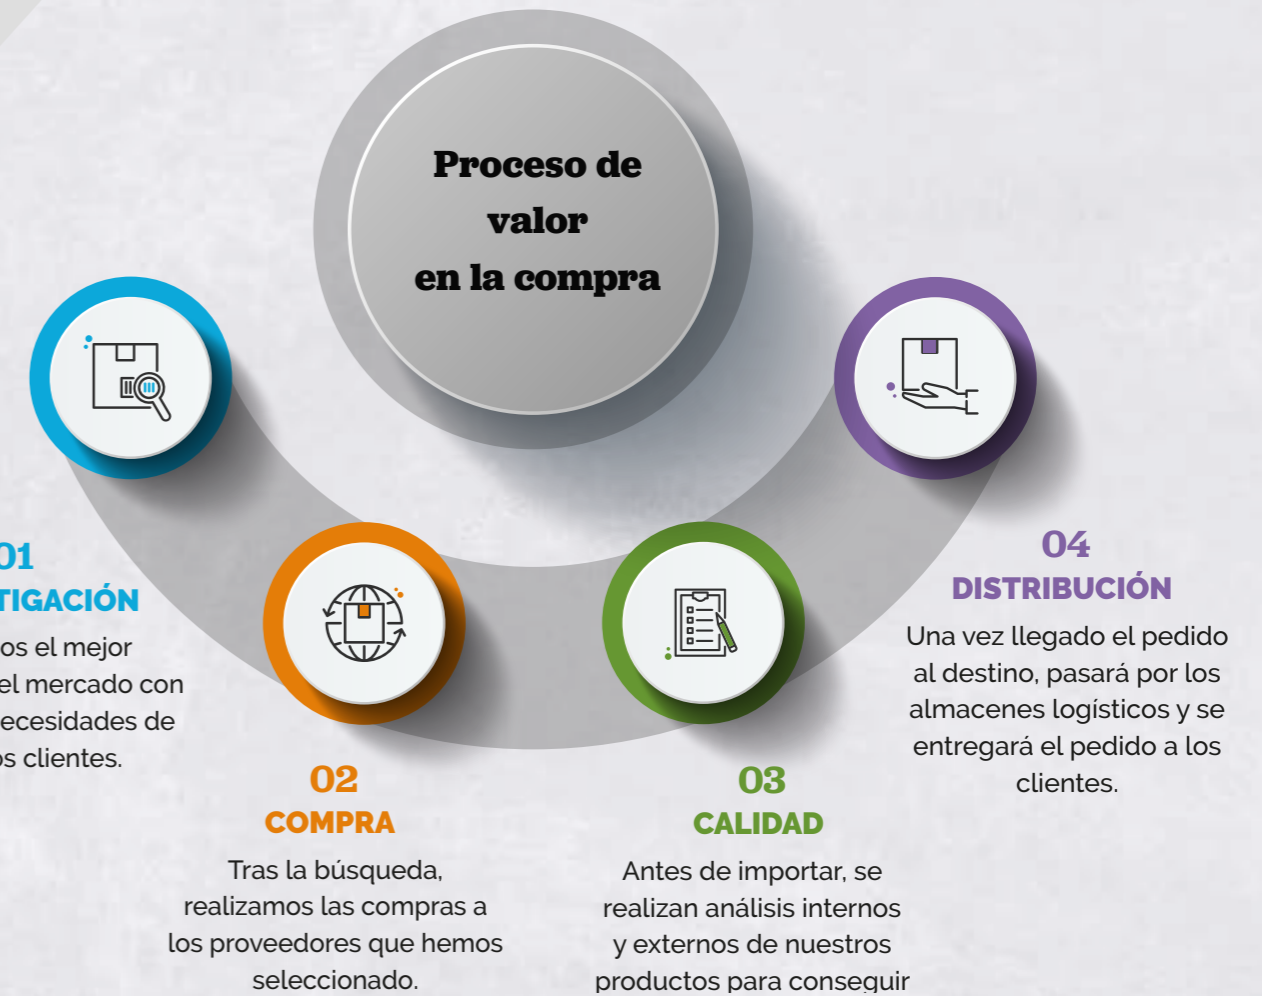 Proceso de
valor
en la compra
01
TIGACIÓN
os el mejor
el mercado con
ecesidades de
os clientes.
02
COMPRA
Tras la búsqueda,
realizamos las compras a
los proveedores que hemos
seleccionado.
03
CALIDAD
Antes de importar, se
realizan análisis internos
y externos de nuestros
productos para conseguir
04
DISTRIBUCIÓN
Una vez llegado el pedido
al destino, pasará por los
almacenes logísticos y se
entregará el pedido a los
clientes.